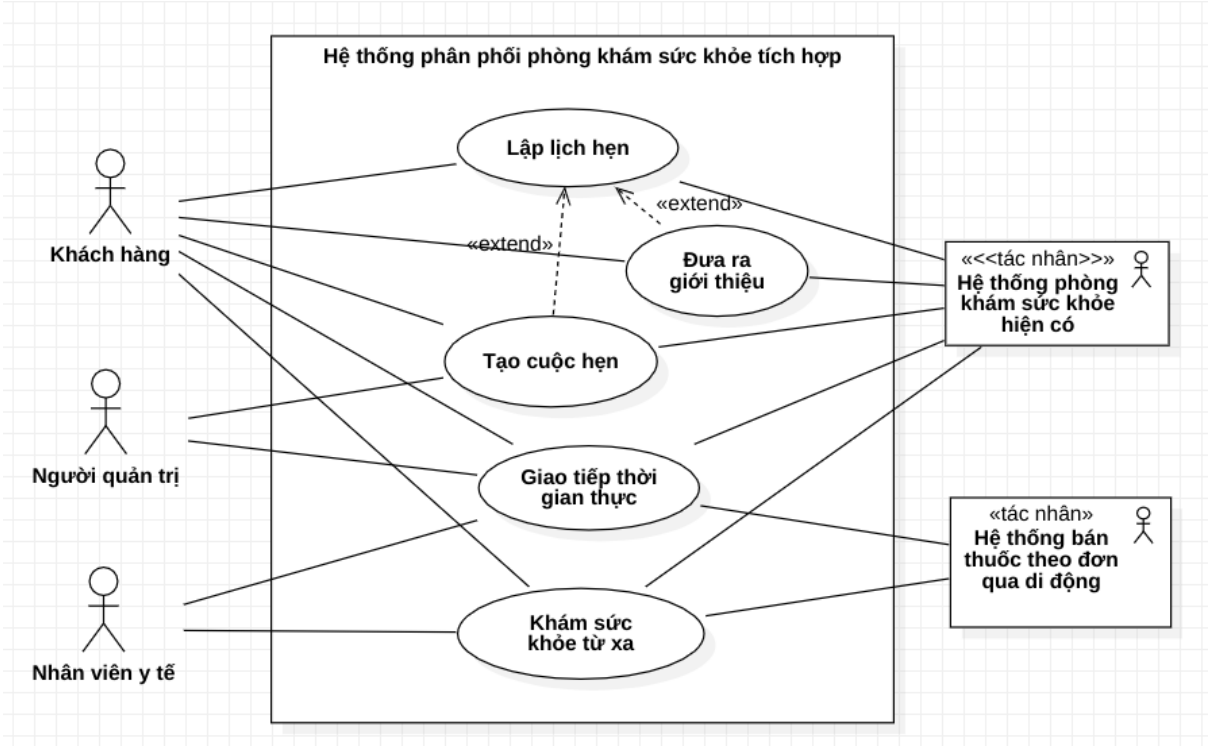 Hệ thống phân phối phòng khám sức khỏe tích hợp
Lập lịch hẹn
«extend»
«extend»
Khách hàng
Đưa ra
giới thiệu
«<<tác nhân>>»
Hệ thống phòng
khám sức khỏe
hiện có
Tạo cuộc hẹn
Người quản trị
Giao tiếp thời
gian thực
«tác nhân»
Hệ thống bán
thuốc theo đơn
qua di động
Khám sức
khỏe từ xa
Nhân viên y tế